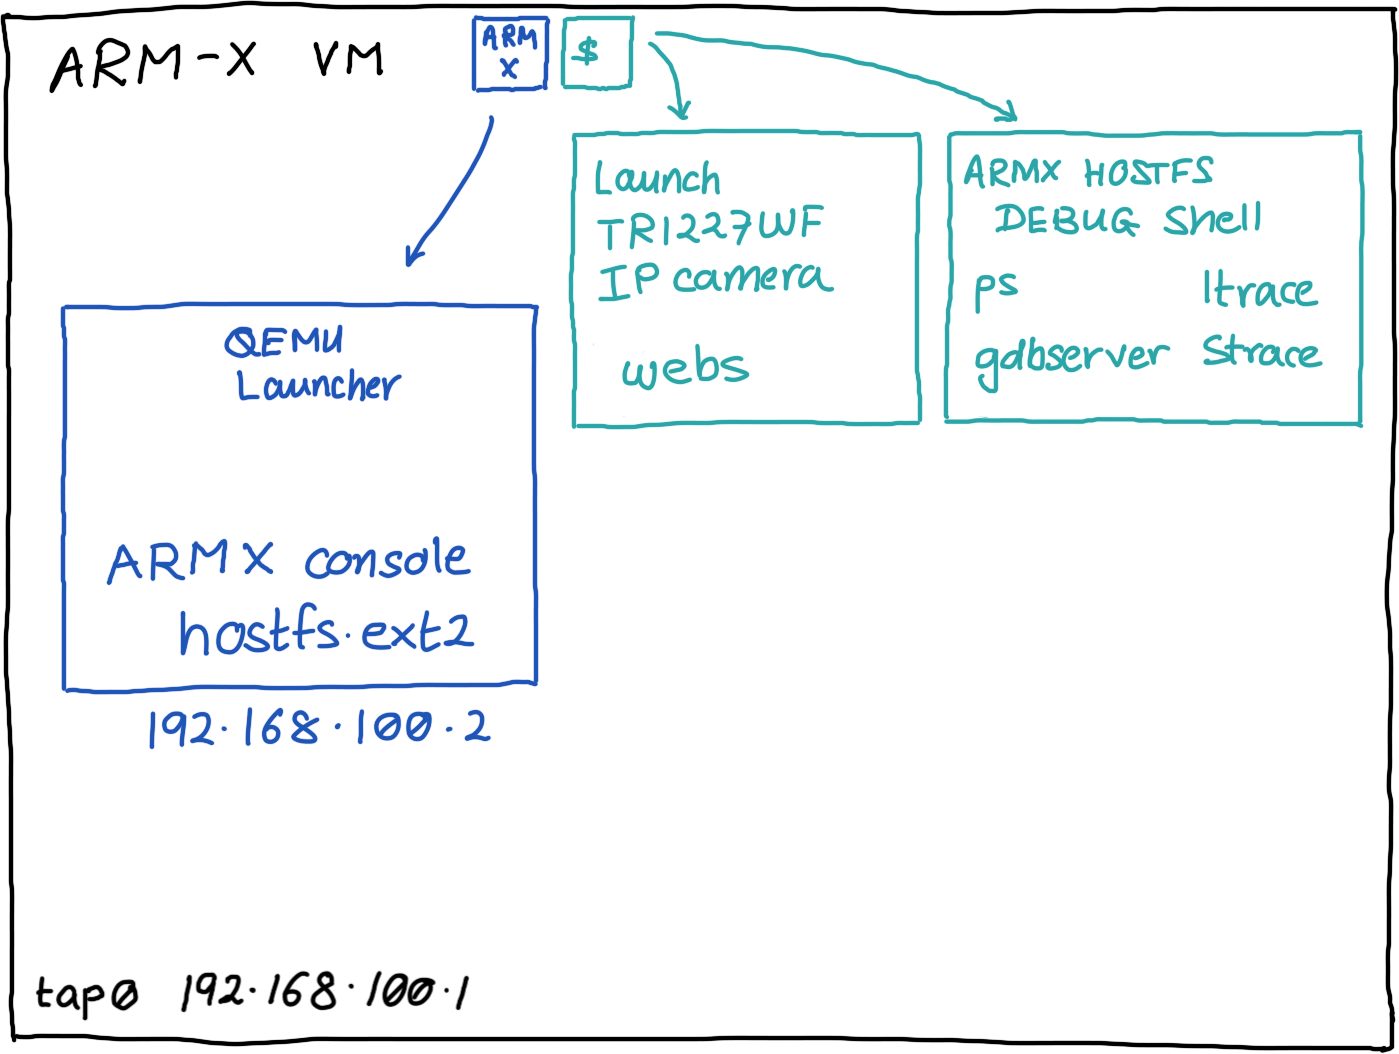 ARM-X VM
ARM
X
$
Launch
TRI227WF
IP camera
webs
ARMX HOSTFS
DEBUG Shell
ps ltrace
gdbserver Strace
QEMU
Launcher
ARMX console
hostfs.ext2
192.168.100.2
tap0 192.168.100.1